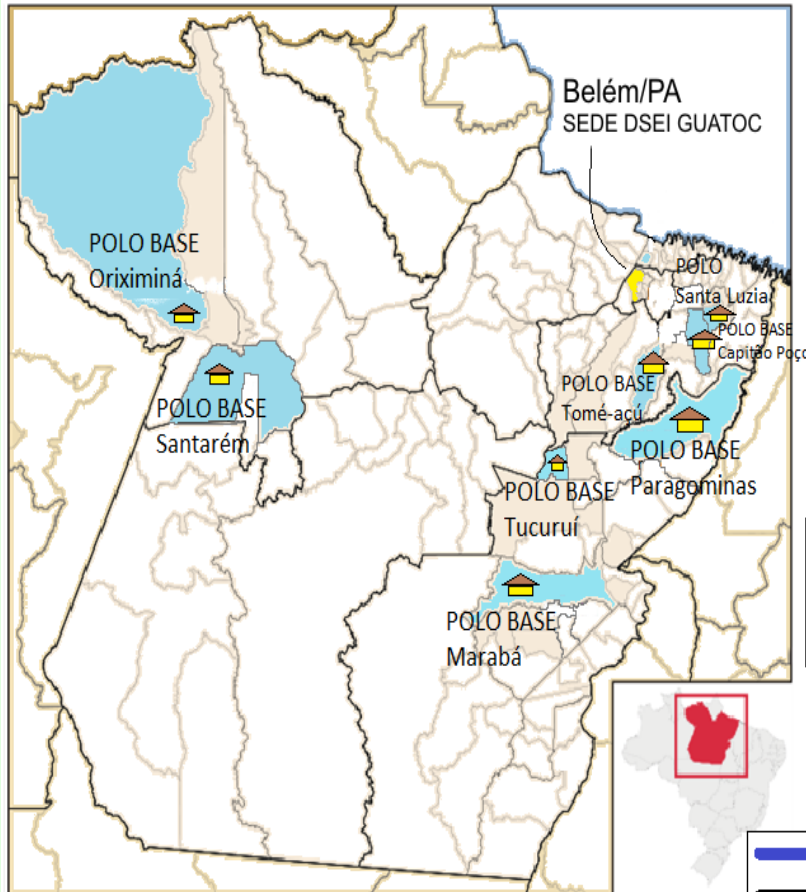 Belém/PA
SEDE DSEI GUATOC
POLO BASE
Oriximiná
POLO
Santa Luzia
POLO BASE
Capitão Poço
POLO BASE
Santarém
POLO BASE
Tomé-açú
POLO BASE
Paragominas
POLO BASE
Tucuruí
POLO BASE
Marabá